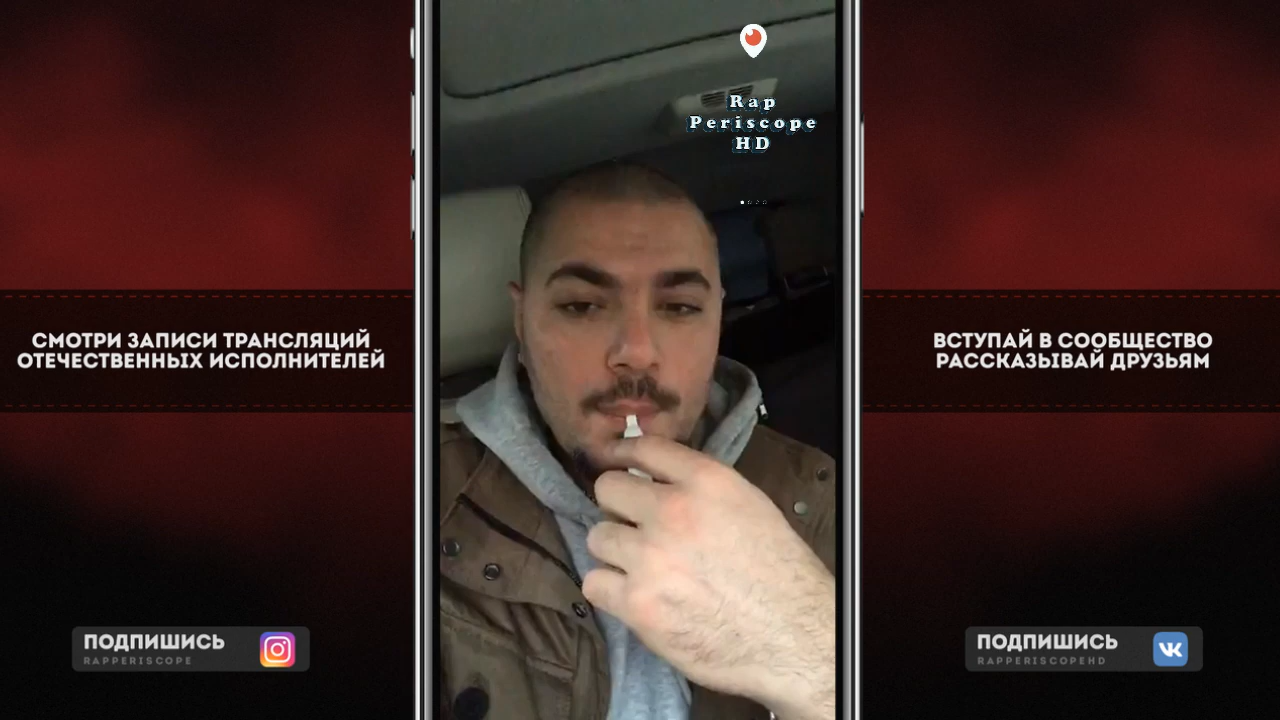 Rap
Periscope
HD
СМОТРИ ЗАПИСИ ТРАНСЛЯЦИЙ
ОТЕЧЕСТВЕННЫХ ИСПОЛНИТЕЛЕЙ
ВСТУПАЙ В СООБЩЕСТВО
РАССКАЗЫВАЙ ДРУЗЬЯМ
ПОДПИШИСЬ
RAPPERISCOPE
ПОДПИШИСЬ
RAPPERISCOPEHD